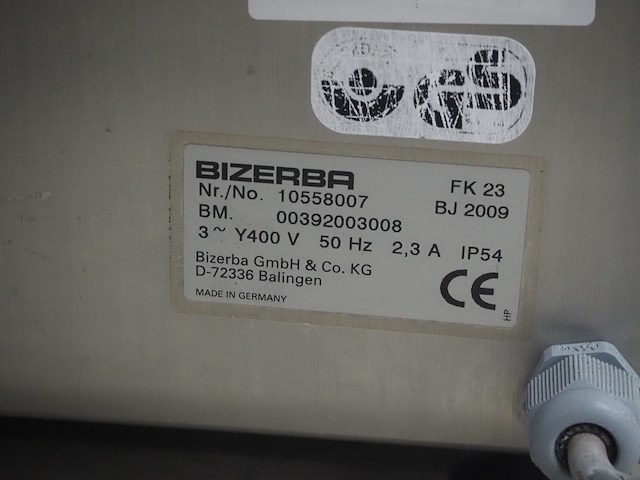 BIZERBA FK 23
Nr./No. 10558007 BJ 2009
BM. 00392003008
3~ Y400 V 50 Hz 2,3 A IP54
Bizerba GmbH & Co. KG
D-72336 Balingen
MADE IN GERMANY
CE
HP